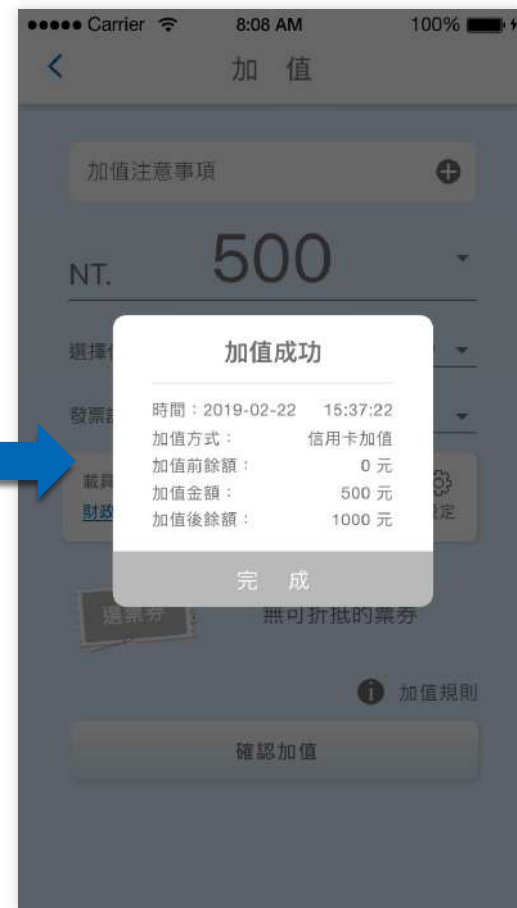 Carrier 8:08 AM 100%
加 值
加值注意事項
NT. 500
選擇
加值成功
發票
時間：2019-02-22 15:37:22
加值方式： 信用卡加值
加值前餘額： 0 元
載具
加值金額： 500 元
財政
定
加值後餘額： 1000 元
完 成
選票券
無可折抵的票券
加值規則
確認加值